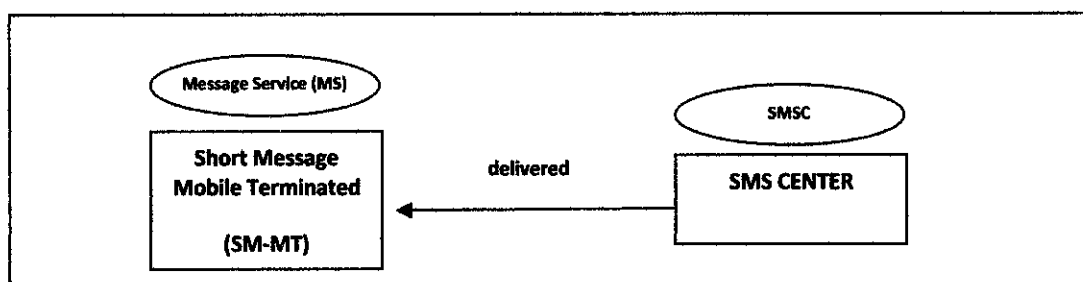 Message Service (MS)
Short Message
Mobile Terminated
(SM-MT)
delivered
SMSC
SMS CENTER